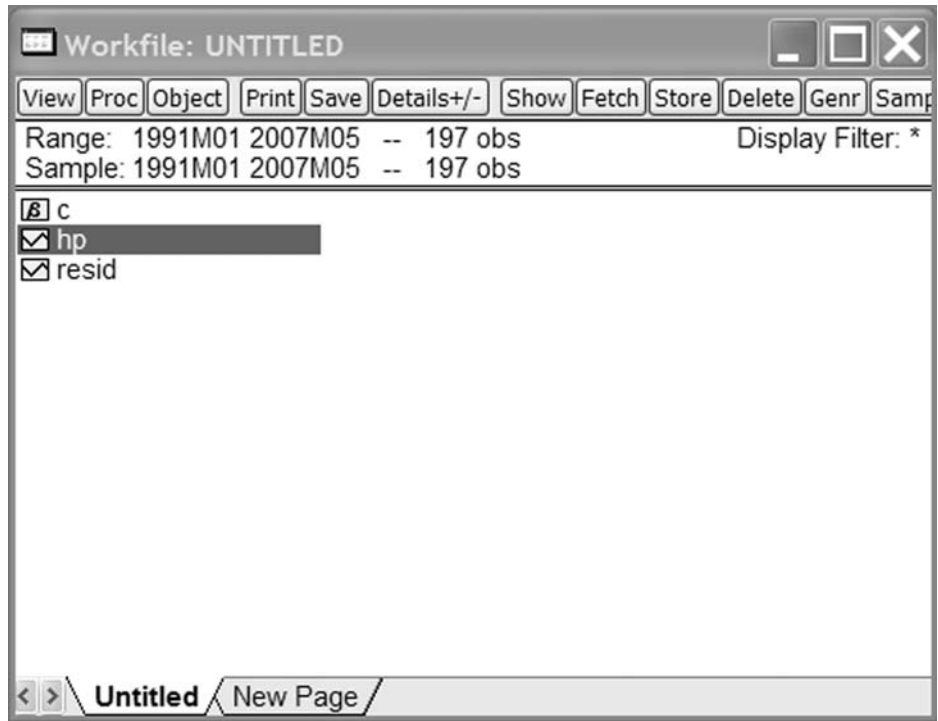 Workfile: UNTITLED
View Proc Object Print Save Details+/- Show Fetch Store Delete Genr Samp
Range: 1991M01 2007M05 -- 197 obs Display Filter: *
Sample: 1991M01 2007M05 -- 197 obs
β c
hp
resid
< > Untitled New Page